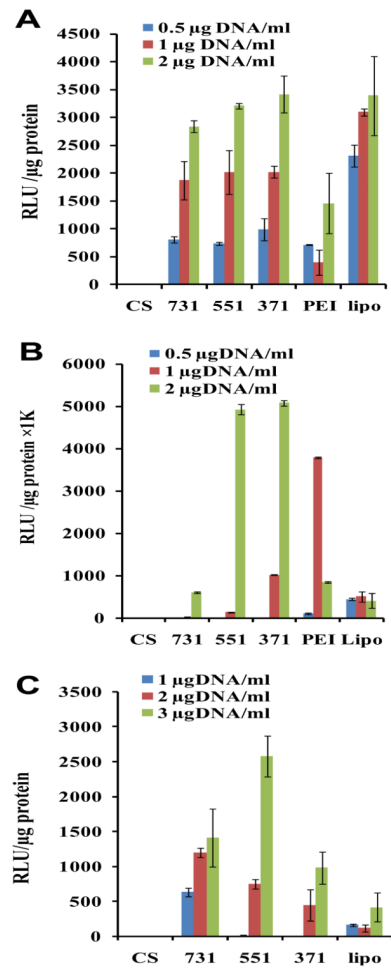 A
0.5 µg DNA/ml
1 µg DNA/ml
2 µg DNA/ml
RLU /µg protein
4500
4000
3500
3000
2500
2000
1500
1000
500
0
CS 731 551 371 PEI lipo
B
0.5 µgDNA/ml
1 µgDNA/ml
2 µgDNA/ml
RLU /µg protein ×1K
6000
5000
4000
3000
2000
1000
0
CS 731 551 371 PEI Lipo
C
1 µgDNA/ml
2 µgDNA/ml
3 µgDNA/ml
RLU/µg protein
3500
3000
2500
2000
1500
1000
500
0
CS 731 551 371 lipo